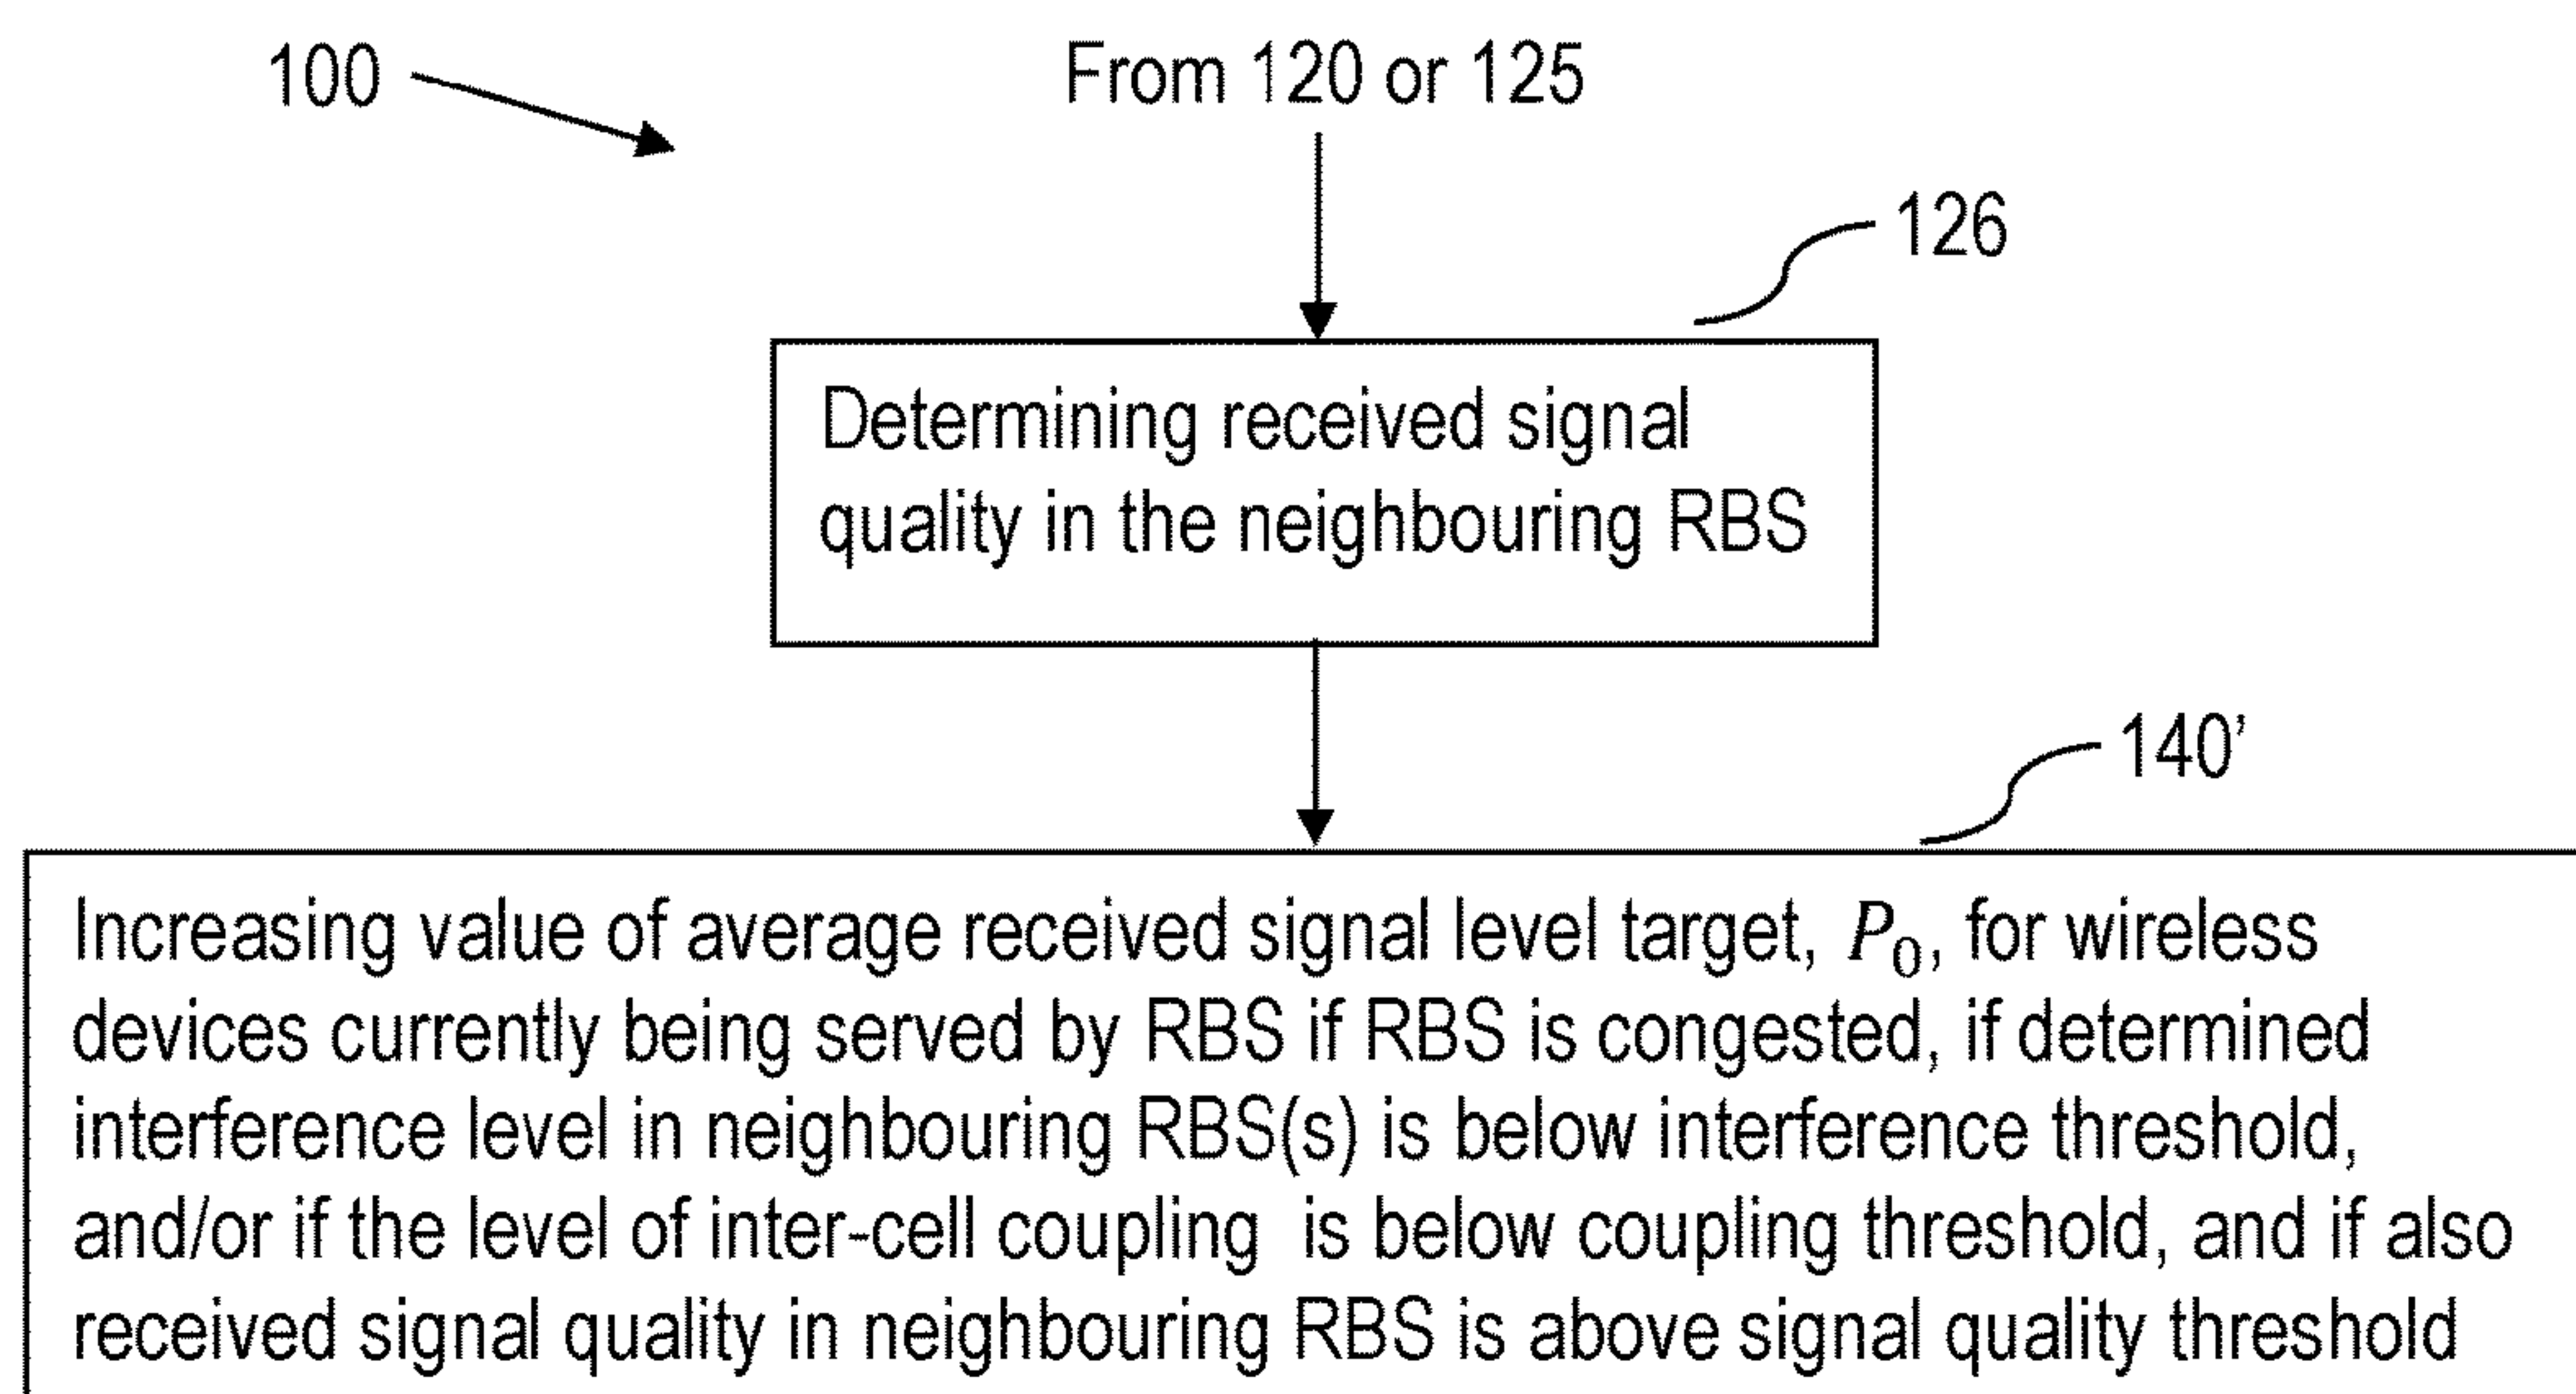 100
From 120 or 125
126
Determining received signal
quality in the neighbouring RBS
140’
Increasing value of average received signal level target, P₀, for wireless
devices currently being served by RBS if RBS is congested, if determined
interference level in neighbouring RBS(s) is below interference threshold,
and/or if the level of inter-cell coupling is below coupling threshold, and if also
received signal quality in neighbouring RBS is above signal quality threshold